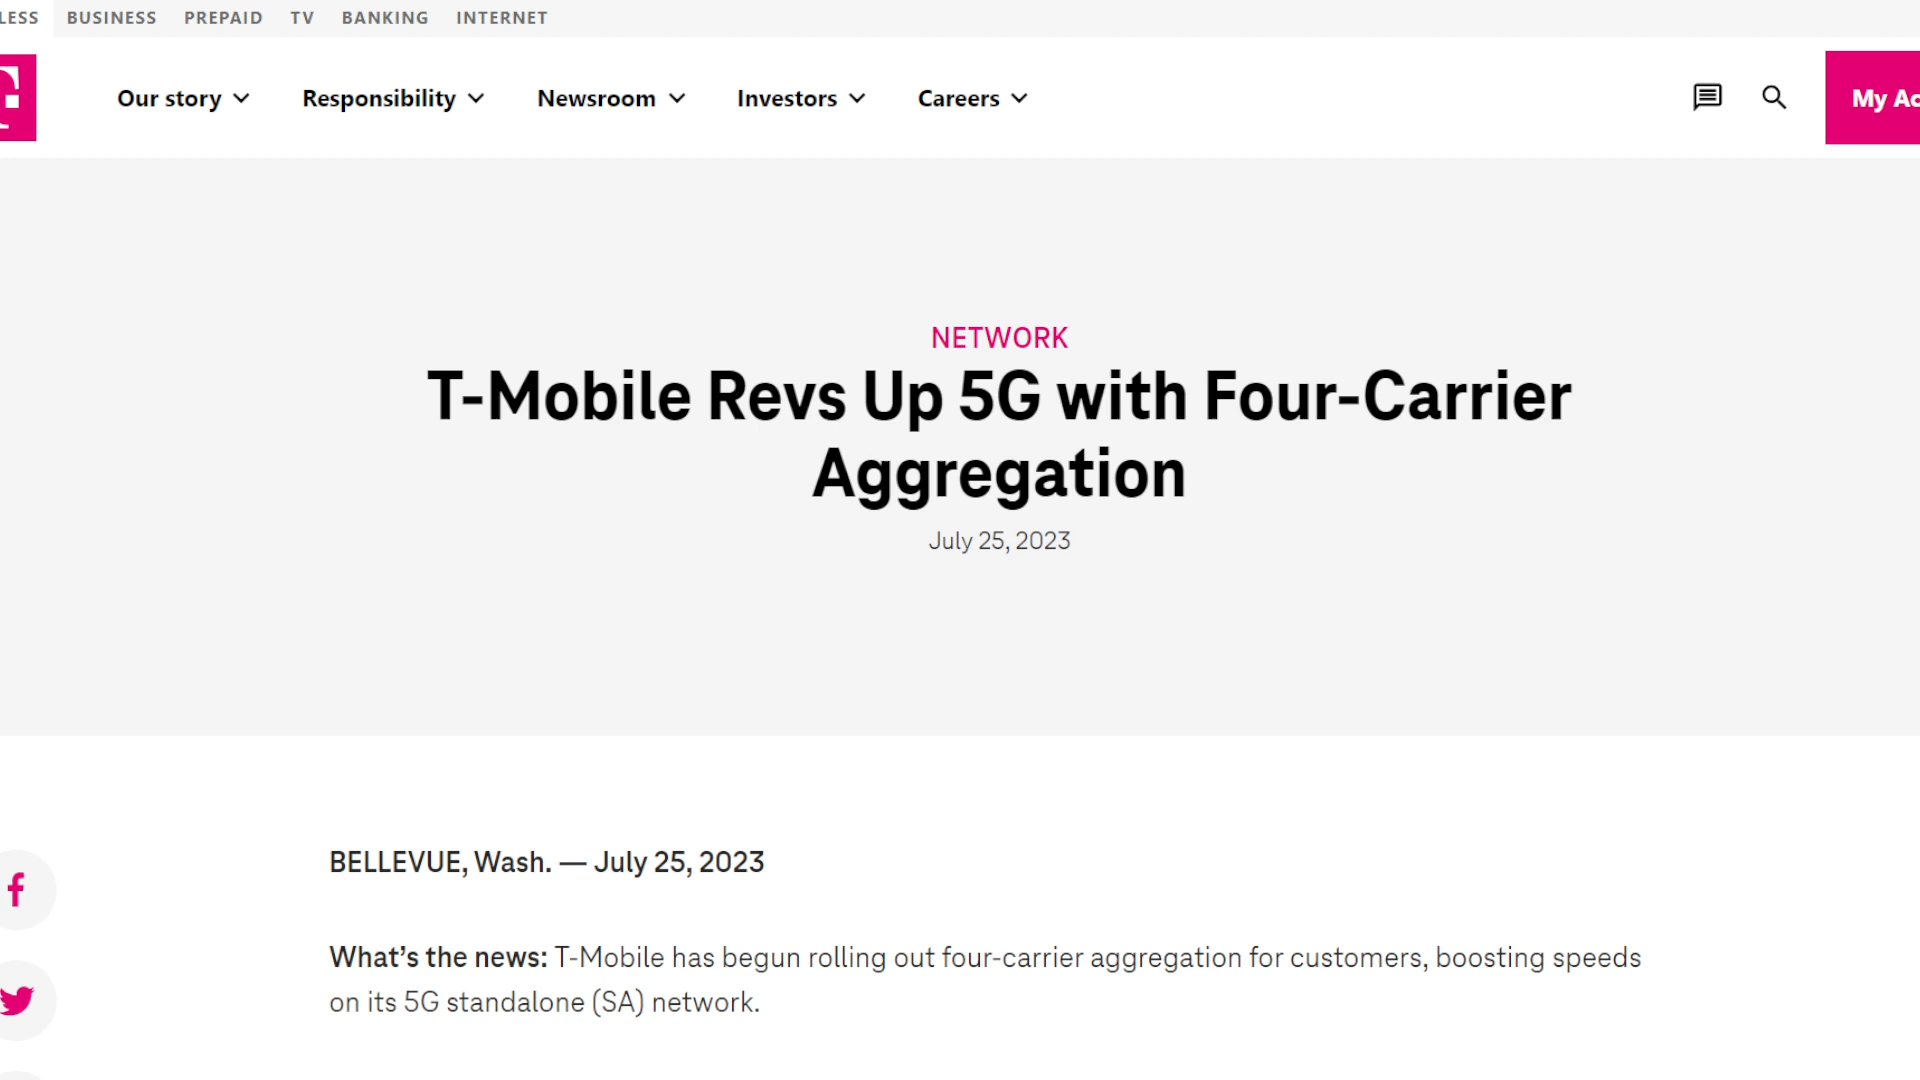 LESS BUSINESS PREPAID TV BANKING INTERNET
Our story Responsibility Newsroom Investors Careers My Ac
NETWORK
T-Mobile Revs Up 5G with Four-Carrier
Aggregation
July 25, 2023
BELLEVUE, Wash. — July 25, 2023
What’s the news: T-Mobile has begun rolling out four-carrier aggregation for customers, boosting speeds
on its 5G standalone (SA) network.